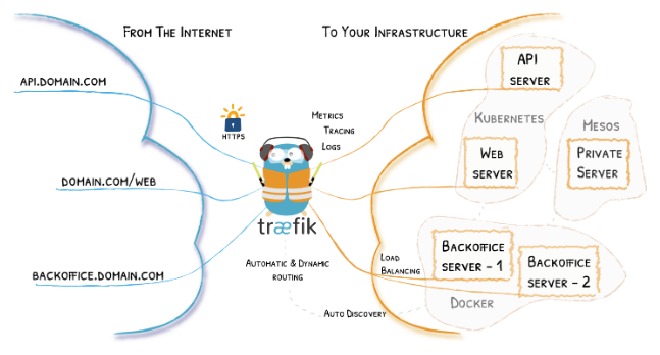 FROM THE INTERNET
TO YOUR INFRASTRUCTURE
API.DOMAIN.COM
DOMAIN.COM/WEB
BACKOFFICE.DOMAIN.COM
HTTPS
METRICS
TRACING
LOGS
træfik
AUTOMATIC & DYNAMIC
ROUTING
LOAD
BALANCING
AUTO DISCOVERY
API
SERVER
KUBERNETES
WEB
SERVER
MESOS
PRIVATE
SERVER
BACKOFFICE
SERVER - 1
BACKOFFICE
SERVER - 2
DOCKER